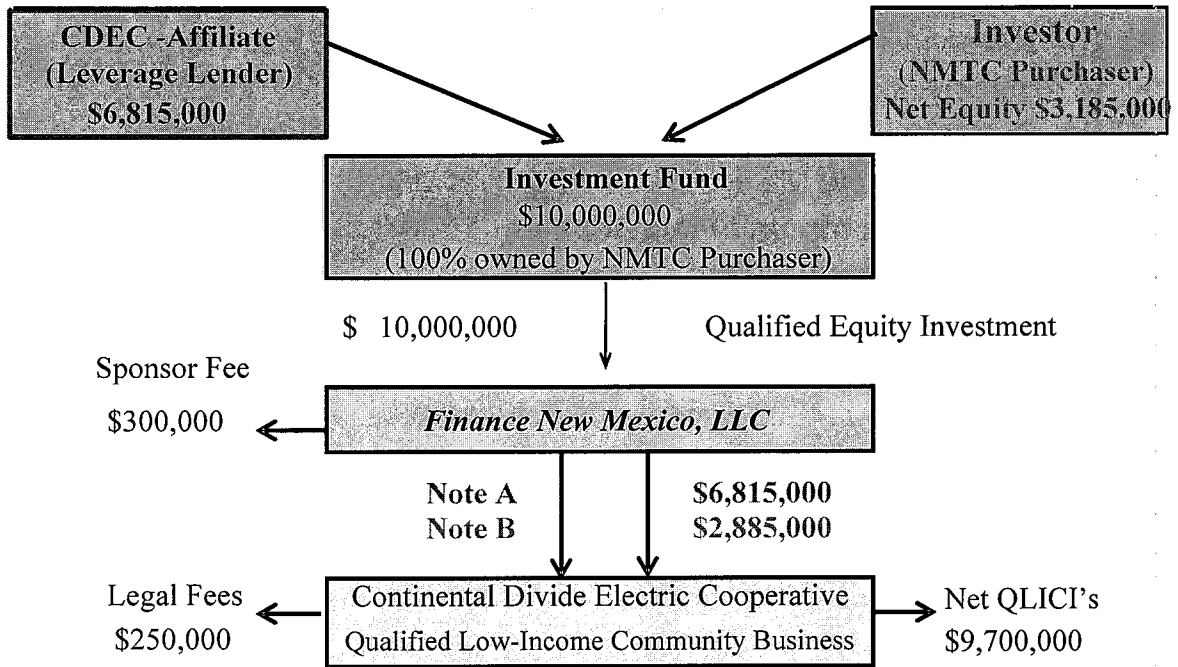 CDEC -Affiliate
(Leverage Lender)
$6,815,000
Investor
(NMTC Purchaser)
Net Equity $3,185,000
Investment Fund
$10,000,000
(100% owned by NMTC Purchaser)
$ 10,000,000
Qualified Equity Investment
Sponsor Fee
$300,000
Finance New Mexico, LLC
Note A $6,815,000
Note B $2,885,000
Legal Fees
$250,000
Continental Divide Electric Cooperative
Qualified Low-Income Community Business
Net QLICI's
$9,700,000